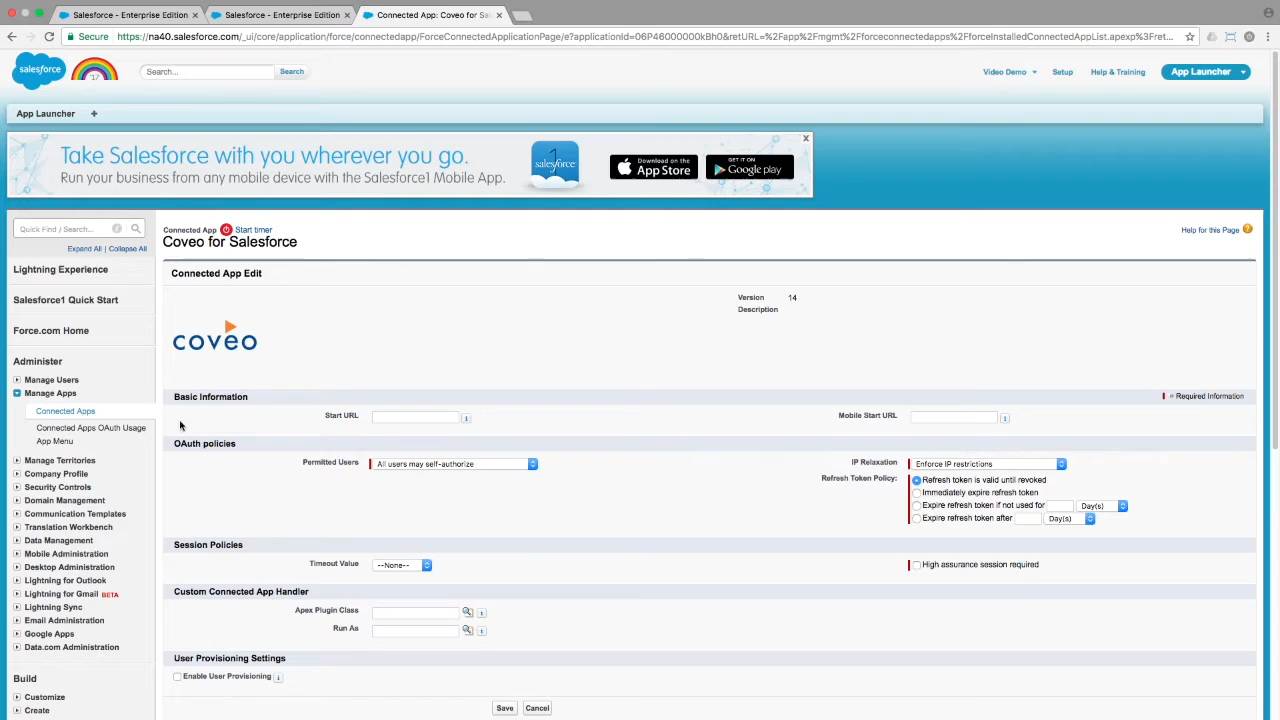 Salesforce - Enterprise Edition
Salesforce - Enterprise Edition
Connected App: Coveo for Sal
Secure
https://na40.salesforce.com/_ui/core/application/force/connectedapp/ForceConnectedApplicationPage/e?applicationId=06P46000000kBh0&retURL=%2Fapp%2Fmgmt%2Fforceconnectedapps%2FforceInstalledConnectedAppList.apexp%3Fret...
salesforce
'17
Search...
Search
Video Demo
Setup
Help & Training
App Launcher
App Launcher
+
Take Salesforce with you wherever you go.
Run your business from any mobile device with the Salesforce1 Mobile App.
1
salesforce
Download on the
App Store
GET IT ON
Google play
X
Quick Find / Search...
Expand All | Collapse All
Lightning Experience
Salesforce1 Quick Start
Force.com Home
Administer
Manage Users
Manage Apps
Connected Apps
Connected Apps OAuth Usage
App Menu
Manage Territories
Company Profile
Security Controls
Domain Management
Communication Templates
Translation Workbench
Data Management
Mobile Administration
Desktop Administration
Lightning for Outlook
Lightning for Gmail BETA
Lightning Sync
Email Administration
Google Apps
Data.com Administration
Build
Customize
Create
Connected App
Start timer
Coveo for Salesforce
Help for this Page
Connected App Edit
coveo
Version 14
Description
Basic Information
= Required Information
Start URL
Mobile Start URL
OAuth policies
Permitted Users All users may self-authorize
IP Relaxation Enforce IP restrictions
Refresh Token Policy: Refresh token is valid until revoked
Immediately expire refresh token
Expire refresh token if not used for Day(s)
Expire refresh token after Day(s)
Session Policies
Timeout Value --None--
High assurance session required
Custom Connected App Handler
Apex Plugin Class
Run As
User Provisioning Settings
Enable User Provisioning
Save Cancel